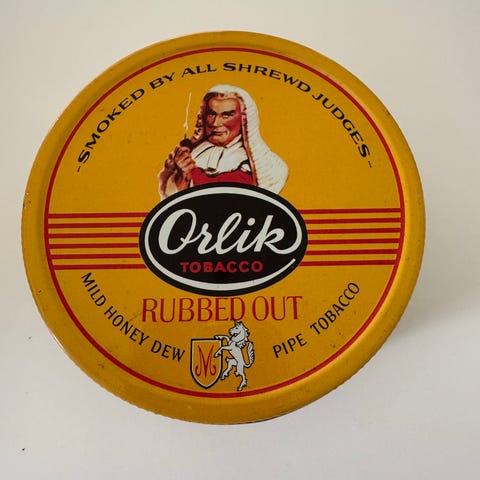 -SMOKED BY ALL SHREWD JUDGES-
Orlik
TOBACCO
RUBBED OUT
MILD HONEY DEW PIPE TOBACCO
M